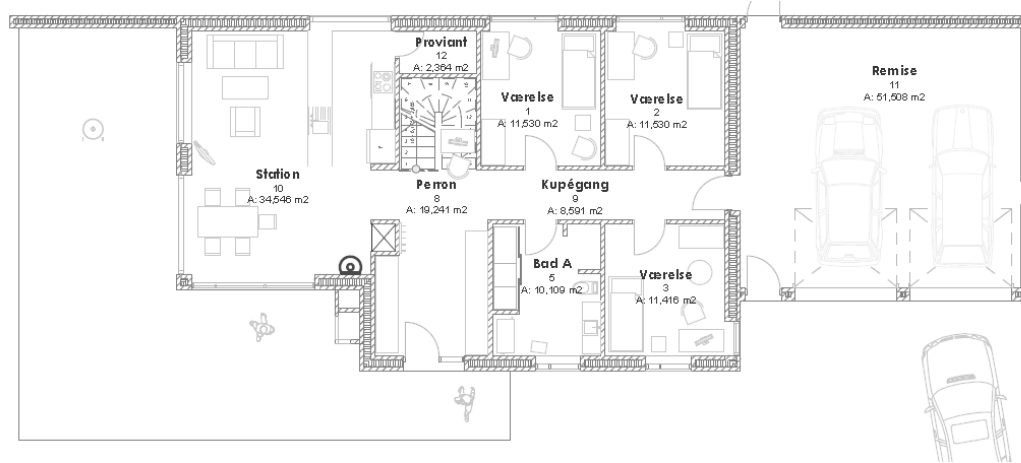 Proviant
12
A: 2,364 m2
Værelse
1
A: 11,530 m2
Værelse
2
A: 11,530 m2
Remise
11
A: 51,508 m2
Station
10
A: 34,546 m2
Perron
8
A: 19,241 m2
Kupégang
9
A: 8,591 m2
Bad A
5
A: 10,109 m2
Værelse
3
A: 11,416 m2